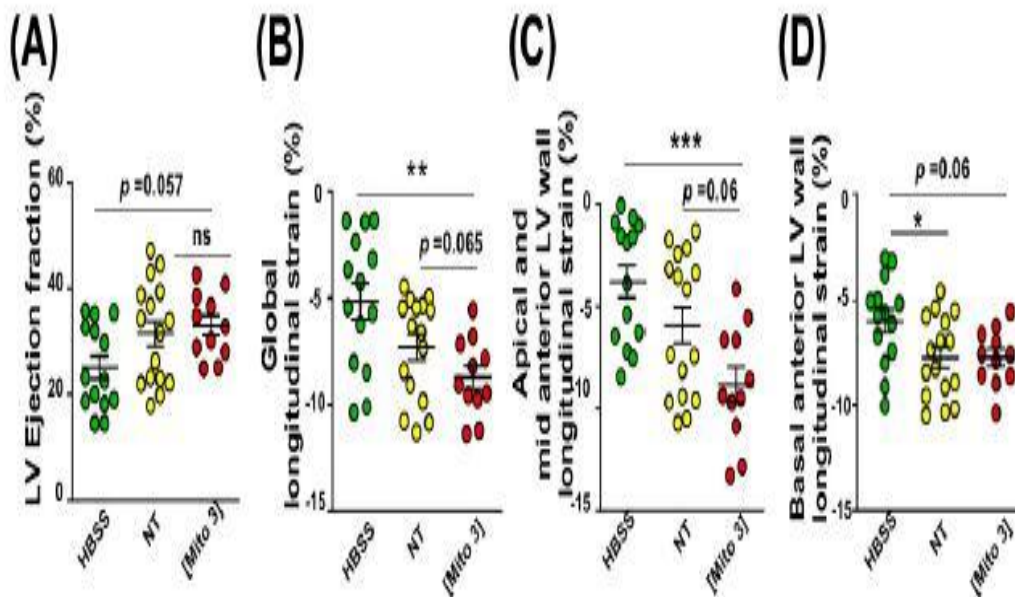 (A)
LV Ejection fraction (%)
60
40
20
0
p =0.057
ns
HBSS
NT
[Mito 3]
(B)
Global
longitudinal strain (%)
0
-5
-10
-15
**
p =0.065
HBSS
NT
[Mito 3]
(C)
Apical and
mid anterior LV wall
longitudinal strain (%)
0
-5
-10
-15
***
p =0.06
HBSS
NT
[Mito 3]
(D)
Basal anterior LV wall
longitudinal strain (%)
0
-5
-10
-15
p =0.06
*
HBSS
NT
[Mito 3]